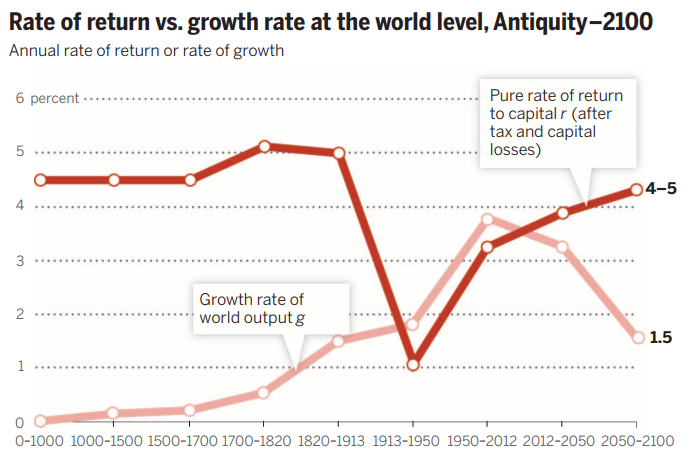 Rate of return vs. growth rate at the world level, Antiquity–2100
Annual rate of return or rate of growth
6 percent
Pure rate of return
to capital r (after
tax and capital
losses)
5
4–5
4
3
Growth rate of
world output g
2
1.5
1
0
0–1000 1000–1500 1500–1700 1700–1820 1820–1913 1913–1950 1950–2012 2012–2050 2050–2100